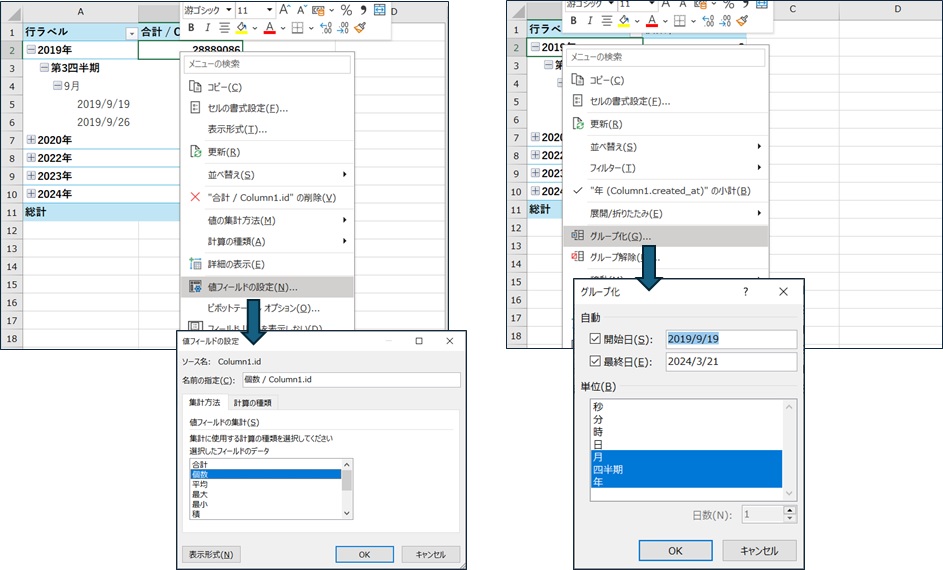 游ゴシック 11 A A %
B I A
A D
1 行ラベル 合計 / C
2 2019年 28889086
3 第3四半期
4 9月
5 2019/9/19
6 2019/9/26
7 2020年
8 2022年
9 2023年
10 2024年
11 総計
12
13
14
15
16
17
18
メニューの検索
コピー(C)
セルの書式設定(F)...
表示形式(T)...
更新(R)
並べ替え(S)
"合計 / Column1.id" の削除(V)
値の集計方法(M)
計算の種類(A)
詳細の表示(E)
値フィールドの設定(N)...
ピボットテーブル オプション(O)...
フィールド リストを表示しない(D)
値フィールドの設定
ソース名: Column1.id
名前の指定(C): 個数 / Column1.id
集計方法 計算の種類
値フィールドの集計(S)
集計に使用する計算の種類を選択してください
選択したフィールドのデータ
合計
個数
平均
最大
最小
積
表示形式(N) OK キャンセル
游ゴシック 11 A A %
B I A
A C D
1 行ラベル
2 2019年
3 第
4
5
6
7 2020
8 2022
9 2023
10 2024
11 総計
12
13
14
15
16
17
18
メニューの検索
コピー(C)
セルの書式設定(F)...
更新(R)
並べ替え(S)
フィルター(T)
"年 (Column1.created_at)" の小計(B)
展開/折りたたみ(E)
グループ化(G)...
グループ解除
グループ化 ?
自動
開始日(S): 2019/9/19
最終日(E): 2024/3/21
単位(B)
秒
分
時
日
月
四半期
年
日数(N): 1
OK キャンセル